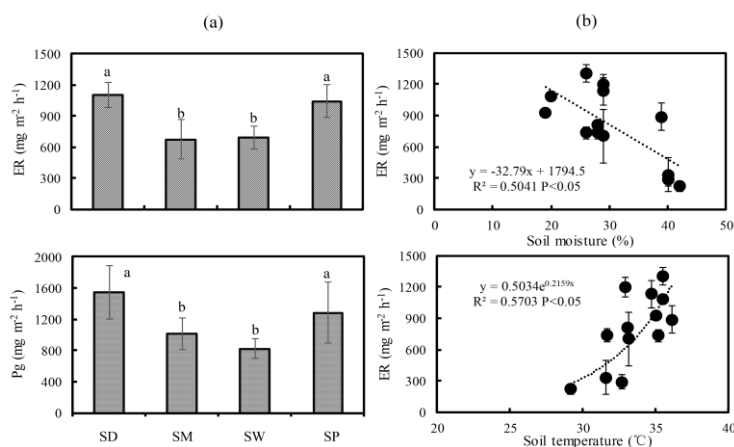 (a)
(b)
1500
1200
900
600
300
0
ER (mg m⁻² h⁻¹)
a
b
b
a
1500
1200
900
600
300
0
ER (mg m⁻² h⁻¹)
y = -32.79x + 1794.5
R² = 0.5041 P<0.05
0
10
20
30
40
50
Soil moisture (%)
2000
1600
1200
800
400
0
Pg (mg m⁻² h⁻¹)
a
b
b
a
SD
SM
SW
SP
1500
1200
900
600
300
0
ER (mg m⁻² h⁻¹)
y = 0.5034e^0.2159x
R² = 0.5703 P<0.05
20
25
30
35
40
Soil temperature (℃)